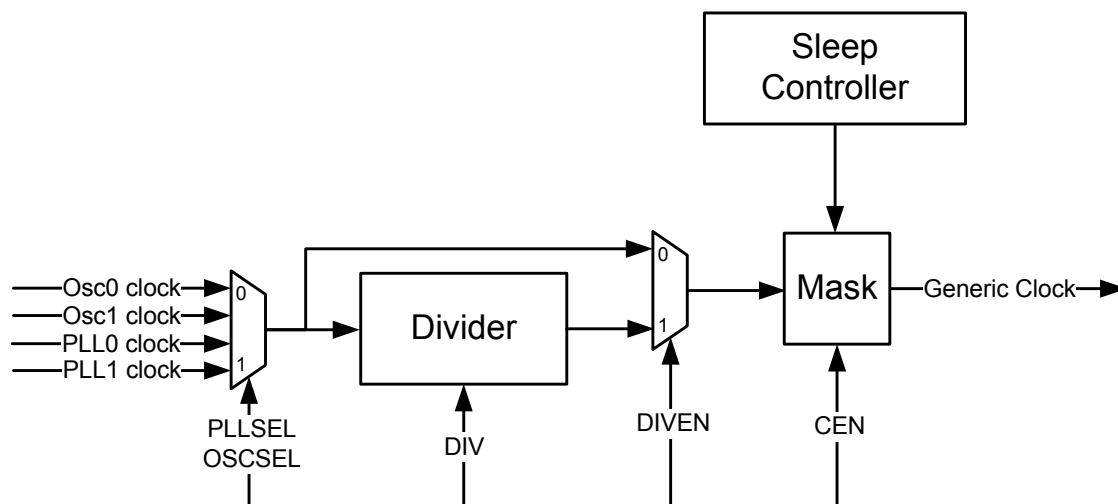 Sleep
Controller
Osc0 clock
Osc1 clock
PLL0 clock
PLL1 clock
0
1
PLLSEL
OSCSEL
Divider
DIV
0
1
DIVEN
Mask
CEN
Generic Clock